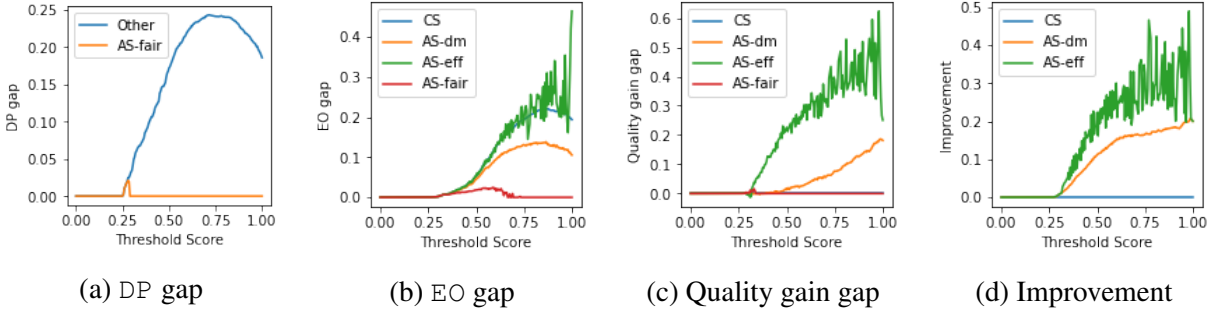 0.25
0.20
0.15
0.10
0.05
0.00
DP gap
Other
AS-fair
0.00 0.25 0.50 0.75 1.00
Threshold Score
(a) DP gap
0.4
0.3
0.2
0.1
0.0
EO gap
CS
AS-dm
AS-eff
AS-fair
0.00 0.25 0.50 0.75 1.00
Threshold Score
(b) EO gap
0.6
0.5
0.4
0.3
0.2
0.1
0.0
Quality gain gap
CS
AS-dm
AS-eff
AS-fair
0.00 0.25 0.50 0.75 1.00
Threshold Score
(c) Quality gain gap
0.5
0.4
0.3
0.2
0.1
0.0
Improvement
CS
AS-dm
AS-eff
0.00 0.25 0.50 0.75 1.00
Threshold Score
(d) Improvement